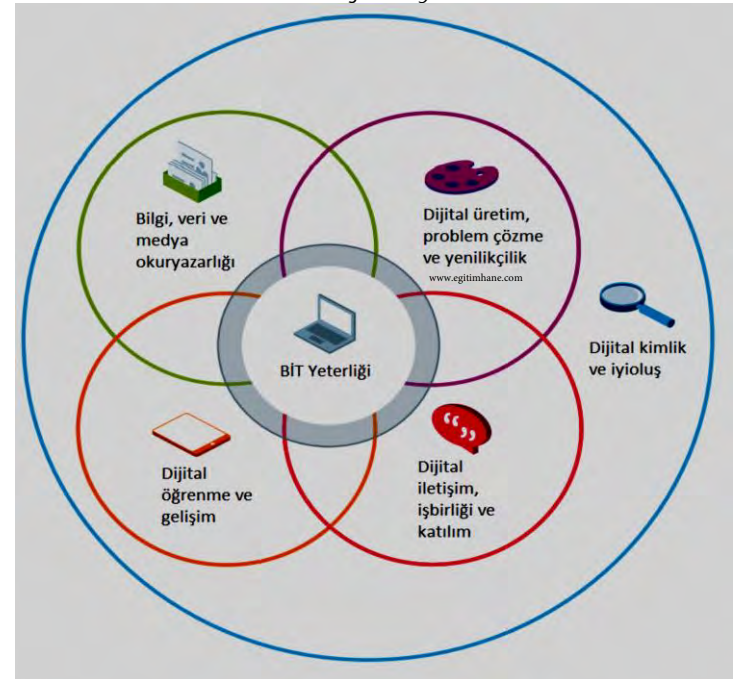 Bilgi, veri ve
medya
okuryazarlığı
Dijital üretim,
problem çözme
ve yenilikçilik
www.egitimhane.com
BİT Yeterliği
Dijital kimlik
ve iyioluş
Dijital
öğrenme ve
gelişim
Dijital
iletişim,
işbirliği ve
katılım